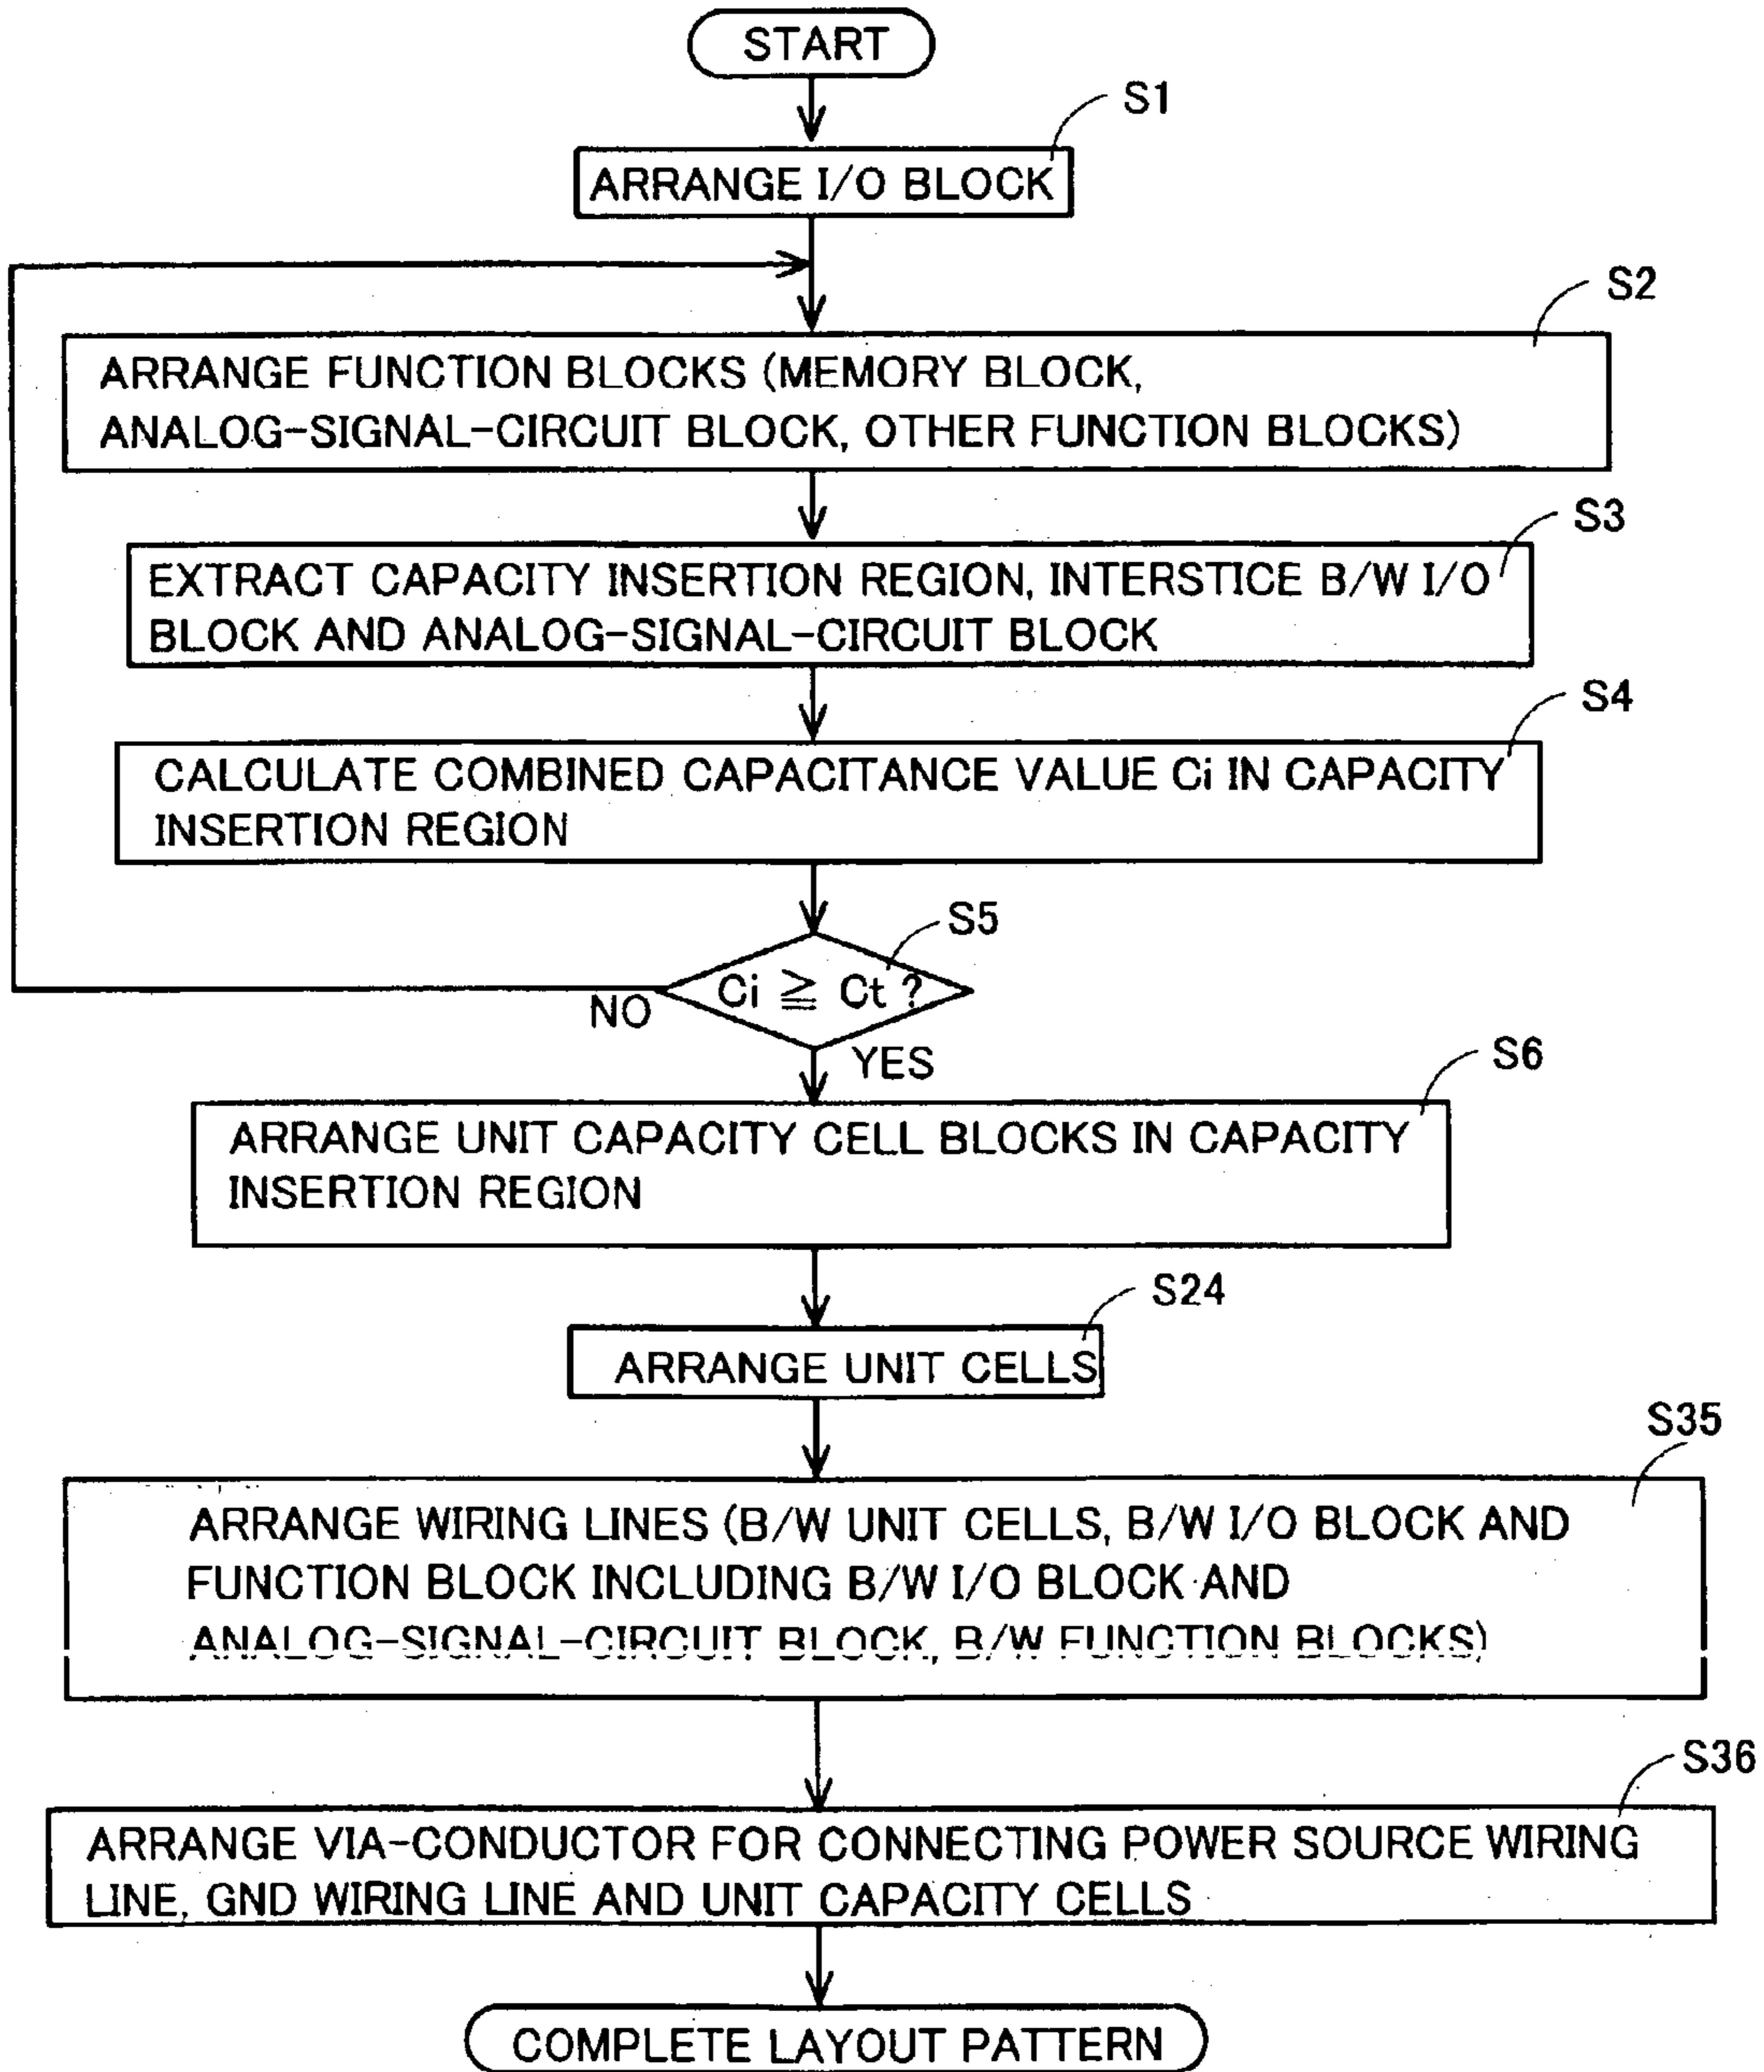 START
S1
ARRANGE I/O BLOCK
S2
ARRANGE FUNCTION BLOCKS (MEMORY BLOCK,
ANALOG-SIGNAL-CIRCUIT BLOCK, OTHER FUNCTION BLOCKS)
S3
EXTRACT CAPACITY INSERTION REGION, INTERSTICE B/W I/O
BLOCK AND ANALOG-SIGNAL-CIRCUIT BLOCK
S4
CALCULATE COMBINED CAPACITANCE VALUE Ci IN CAPACITY
INSERTION REGION
S5
Ci ≧ Ct ?
NO
YES
S6
ARRANGE UNIT CAPACITY CELL BLOCKS IN CAPACITY
INSERTION REGION
S24
ARRANGE UNIT CELLS
S35
ARRANGE WIRING LINES (B/W UNIT CELLS, B/W I/O BLOCK AND
FUNCTION BLOCK INCLUDING B/W I/O BLOCK AND
ANALOG-SIGNAL-CIRCUIT BLOCK, B/W FUNCTION BLOCKS)
S36
ARRANGE VIA-CONDUCTOR FOR CONNECTING POWER SOURCE WIRING
LINE, GND WIRING LINE AND UNIT CAPACITY CELLS
COMPLETE LAYOUT PATTERN